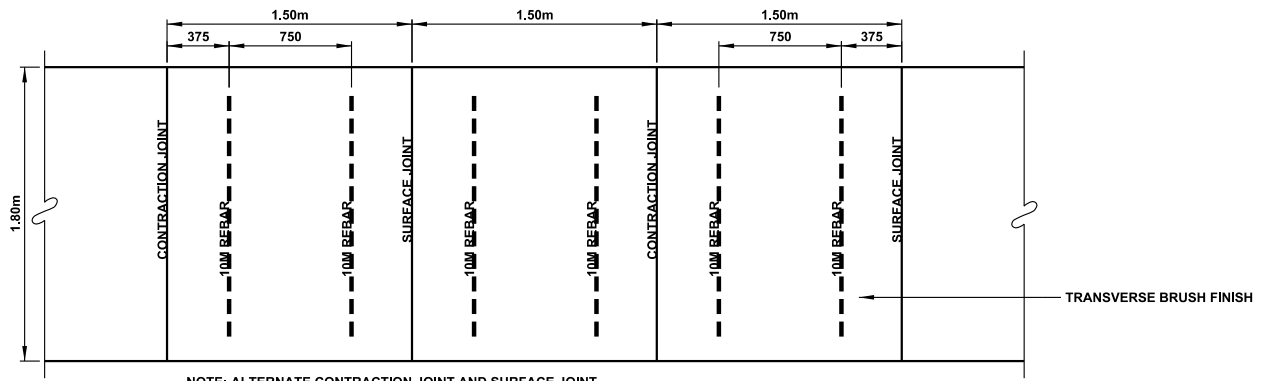 1.50m 1.50m 1.50m
375 750 750 375
1.80m
CONTRACTION JOINT
10M REBAR
10M REBAR
SURFACE JOINT
10M REBAR
10M REBAR
CONTRACTION JOINT
10M REBAR
10M REBAR
SURFACE JOINT
TRANSVERSE BRUSH FINISH
NOTE: ALTERNATE CONTRACTION JOINT AND SURFACE JOINT